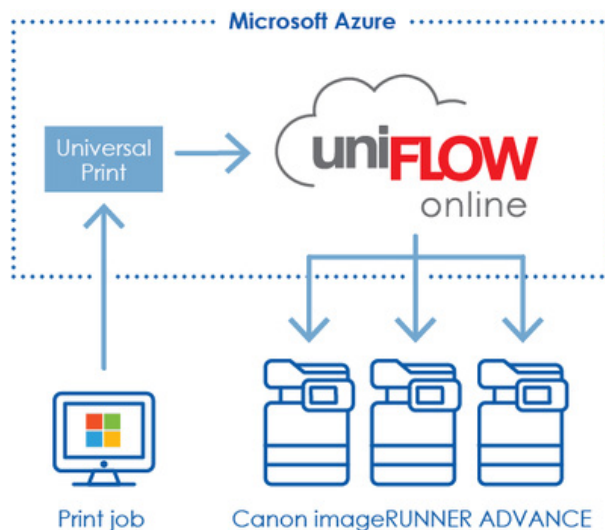 Microsoft Azure
Universal
Print
uniFLOW
online
Print job
Canon imageRUNNER ADVANCE